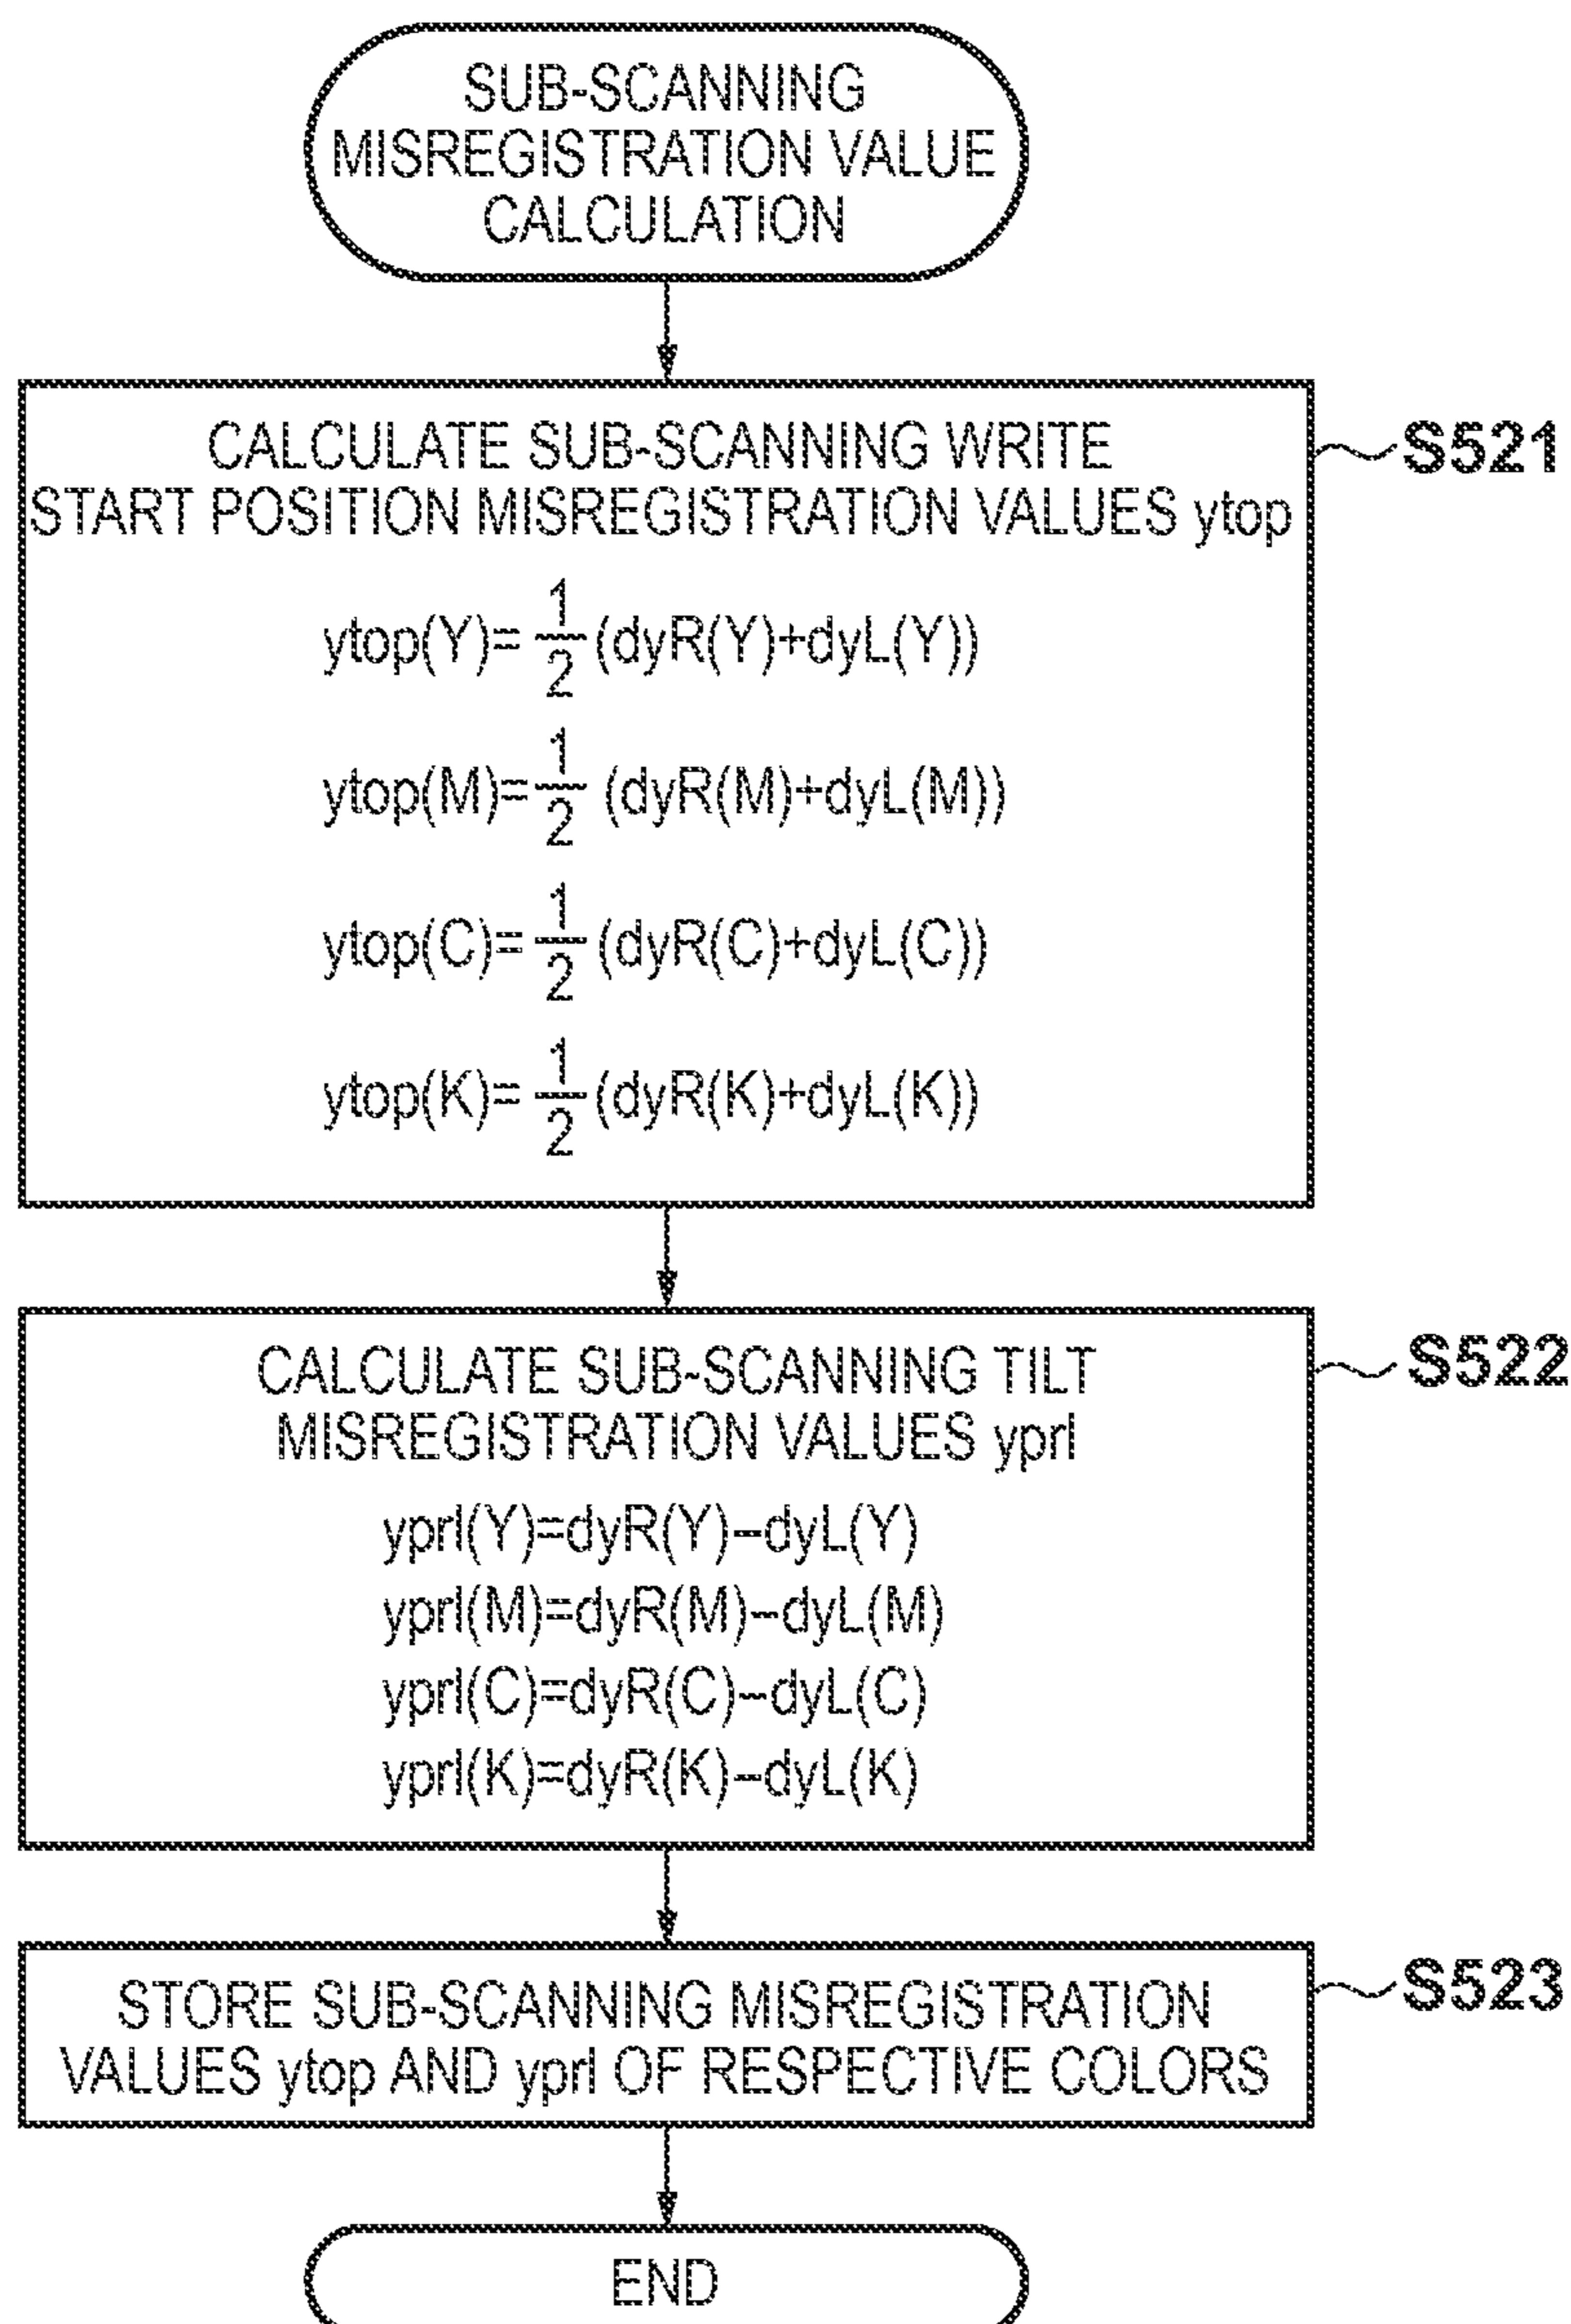 SUB-SCANNING
MISREGISTRATION VALUE
CALCULATION
CALCULATE SUB-SCANNING WRITE
START POSITION MISREGISTRATION VALUES ytop
S521
ytop(Y)= 1/2 (dyR(Y)+dyL(Y))
ytop(M)= 1/2 (dyR(M)+dyL(M))
ytop(C)= 1/2 (dyR(C)+dyL(C))
ytop(K)= 1/2 (dyR(K)+dyL(K))
CALCULATE SUB-SCANNING TILT
MISREGISTRATION VALUES yprl
S522
yprl(Y)=dyR(Y)–dyL(Y)
yprl(M)=dyR(M)–dyL(M)
yprl(C)=dyR(C)–dyL(C)
yprl(K)=dyR(K)–dyL(K)
STORE SUB-SCANNING MISREGISTRATION
VALUES ytop AND yprl OF RESPECTIVE COLORS
S523
END